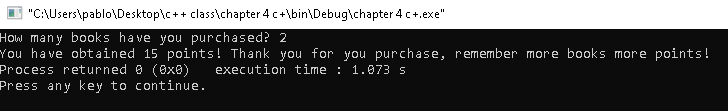 "C:\Users\pablo\Desktop\c++ class\chapter 4 c+\bin\Debug\chapter 4 c+.exe"
How many books have you purchased? 2
You have obtained 15 points! Thank you for you purchase, remember more books more points!
Process returned 0 (0x0)   execution time : 1.073 s
Press any key to continue.